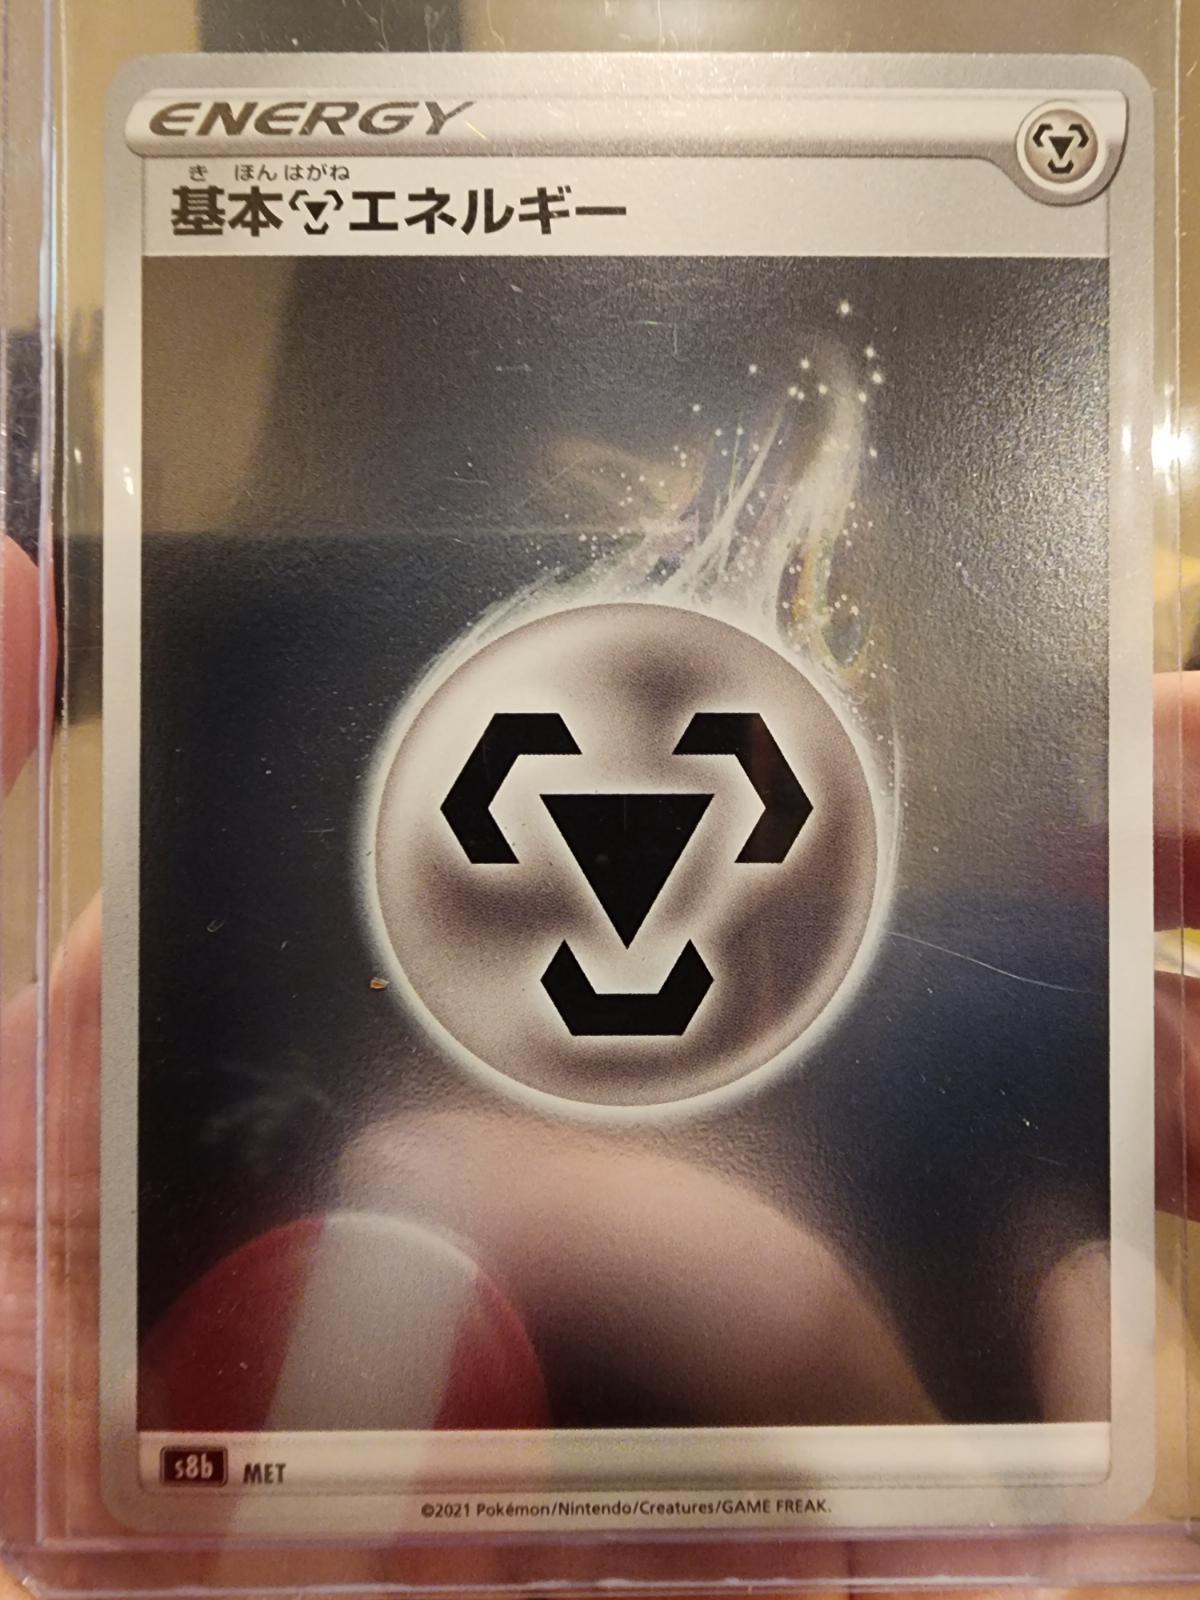 ENERGY
き ほん はがね
基本エネルギー
s8b MET
©2021 Pokémon/Nintendo/Creatures/GAME FREAK.